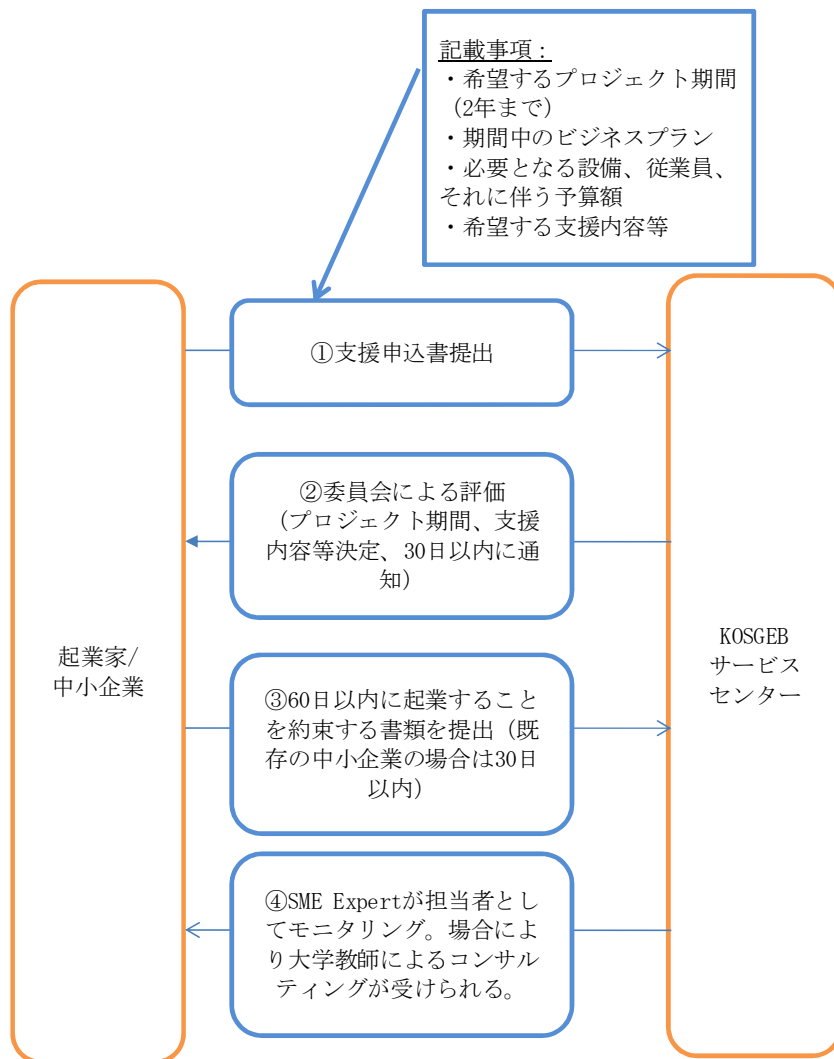 記載事項:
・希望するプロジェクト期間
(2年まで)
・期間中のビジネスプラン
・必要となる設備、従業員、
それに伴う予算額
・希望する支援内容等
①支援申込書提出
②委員会による評価
(プロジェクト期間、支援
内容等決定、30日以内に通
知)
起業家/
中小企業
KOSGEB
サービス
センター
③60日以内に起業すること
を約束する書類を提出(既
存の中小企業の場合は30日
以内)
④SME Expertが担当者とし
てモニタリング。場合によ
り大学教師によるコンサル
ティングが受けられる。